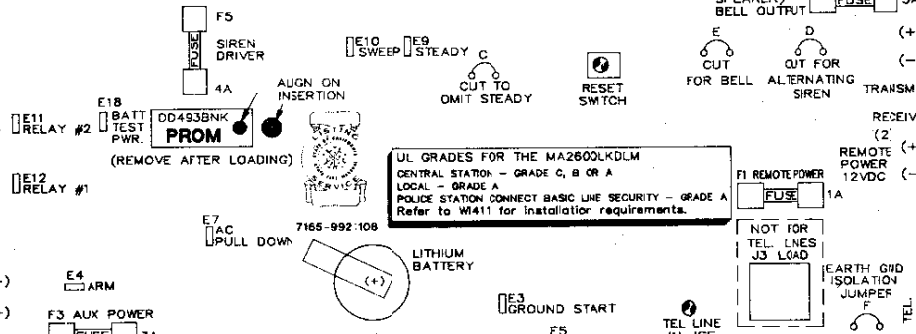 F5
FUSE
SIREN
DRIVER
4A
E10
SWEEP
E9
STEADY
C
CUT TO
OMIT STEADY
RESET
SWITCH
BELL OUTPUT
FUSE
E
CUT
FOR BELL
D
CUT FOR
ALTERNATING
SIREN
(+
(-
TRANSM
RECEIV
(2)
REMOTE
POWER
12VDC
(+
(-
E11
RELAY #2
E18
BATT
TEST
PWR.
DD493BNK
PROM
(REMOVE AFTER LOADING)
ALIGN ON
INSERTION
LISTING
SERVICE
7165-992:108
E12
RELAY #1
UL GRADES FOR THE MA2600LKDLM
CENTRAL STATION - GRADE C, B OR A
LOCAL - GRADE A
POLICE STATION CONNECT BASIC LINE SECURITY - GRADE A
Refer to WI411 for installation requirements.
F1 REMOTE POWER
FUSE
1A
E7
AC
PULL DOWN
LITHIUM
BATTERY
(+)
NOT FOR
TEL. LINES
J3 LOAD
EARTH GND
ISOLATION
JUMPER
F
TEL.
E4
ARM
F3 AUX POWER
FUSE
3A
E3
GROUND START
E5
TEL LINE